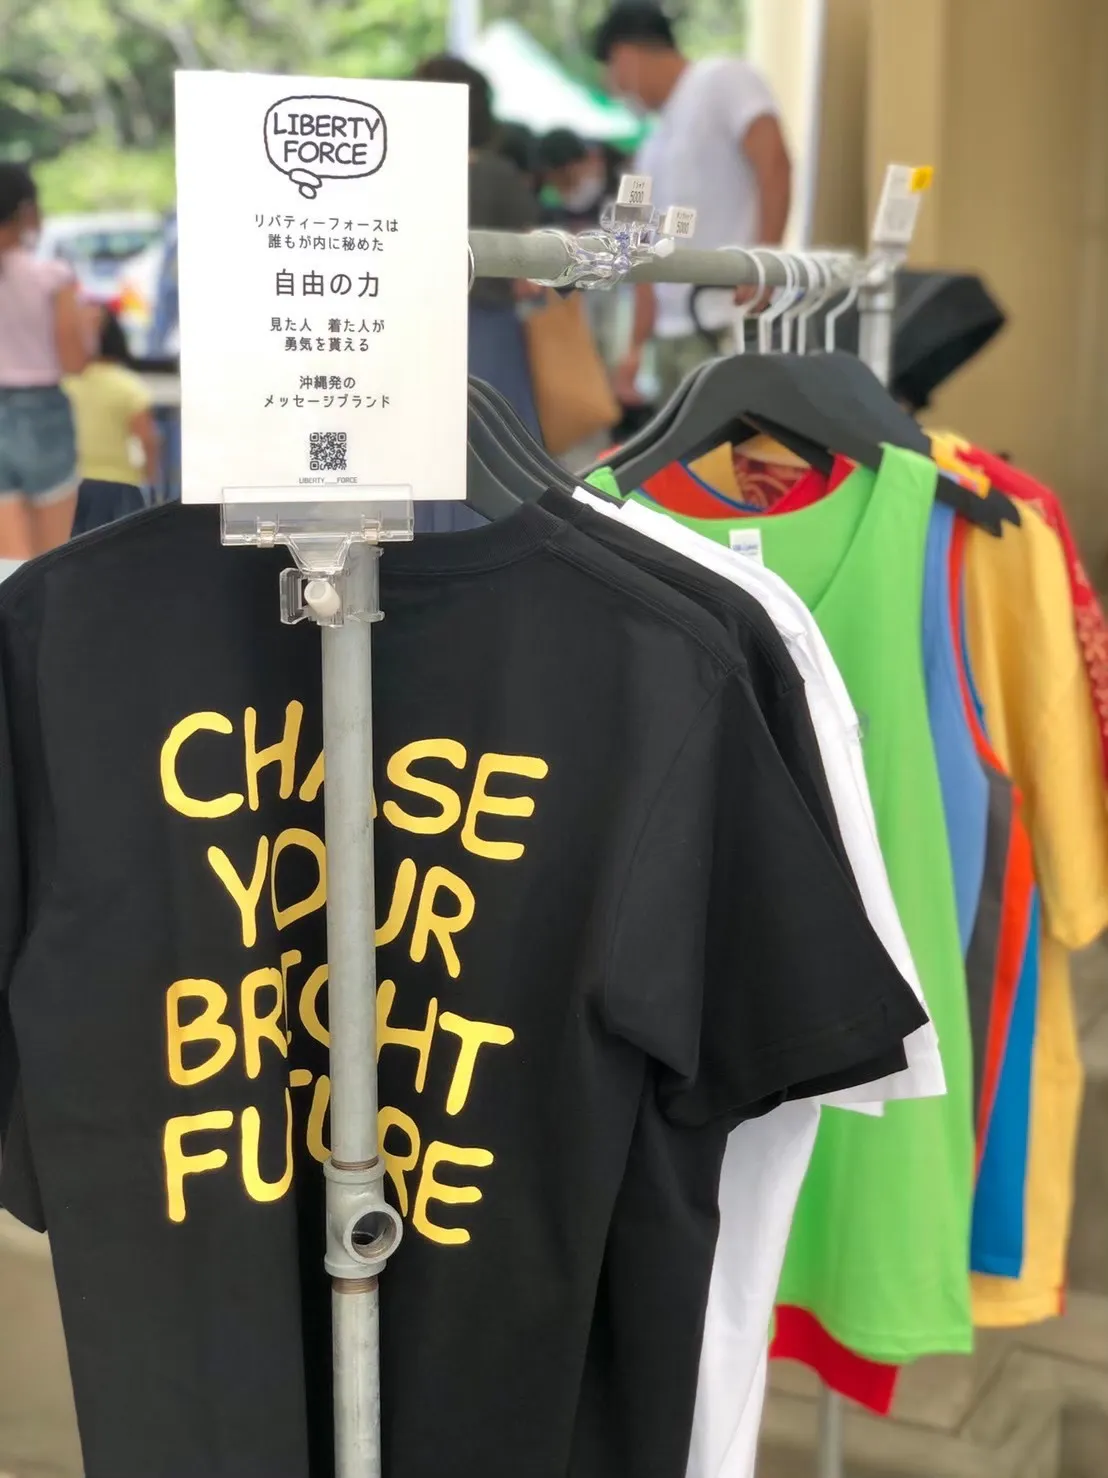 LIBERTY
FORCE
リバティーフォースは
誰もが内に秘めた
自由の力
見た人 着た人が
勇気を貰える
沖縄発の
メッセージブランド
LIBERTY__FORCE
5000
5000
CHASE
YOUR
BRIGHT
FUTURE